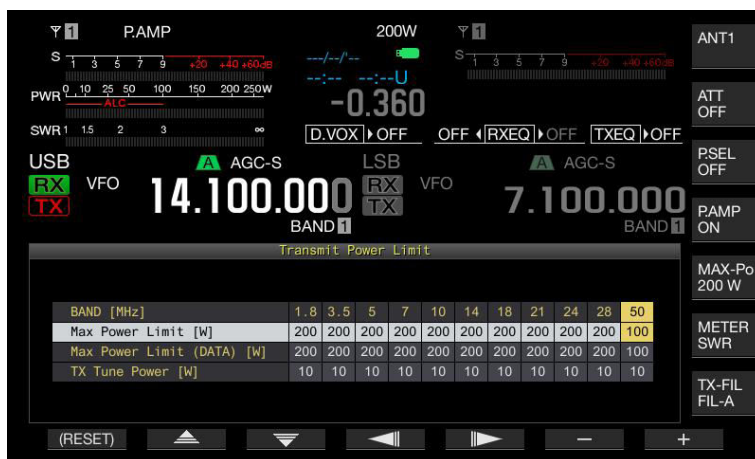 1 P.AMP 200W 1 ANT1
S 1 3 5 7 9 +20 +40 +60dB ---/--/-- S 1 3 5 7 9 +20 +40 +60dB
--:-- --:--U
PWR 0 10 25 50 100 150 200 250W ATT
ALC -0.360 OFF
SWR 1 1.5 2 3 ∞ D.VOX OFF OFF RXEQ OFF TXEQ OFF
USB A AGC-S LSB A AGC-S P.SEL
OFF
RX VFO 14.100.000 RX VFO 7.100.000
TX TX P.AMP
BAND 1 BAND 1 ON
Transmit Power Limit
MAX-Po
200 W
BAND [MHz] 1.8 3.5 5 7 10 14 18 21 24 28 50
Max Power Limit [W] 200 200 200 200 200 200 200 200 200 200 100
METER
SWR
Max Power Limit (DATA) [W] 200 200 200 200 200 200 200 200 200 200 100
TX Tune Power [W] 10 10 10 10 10 10 10 10 10 10 10
TX-FIL
FIL-A
(RESET) − +